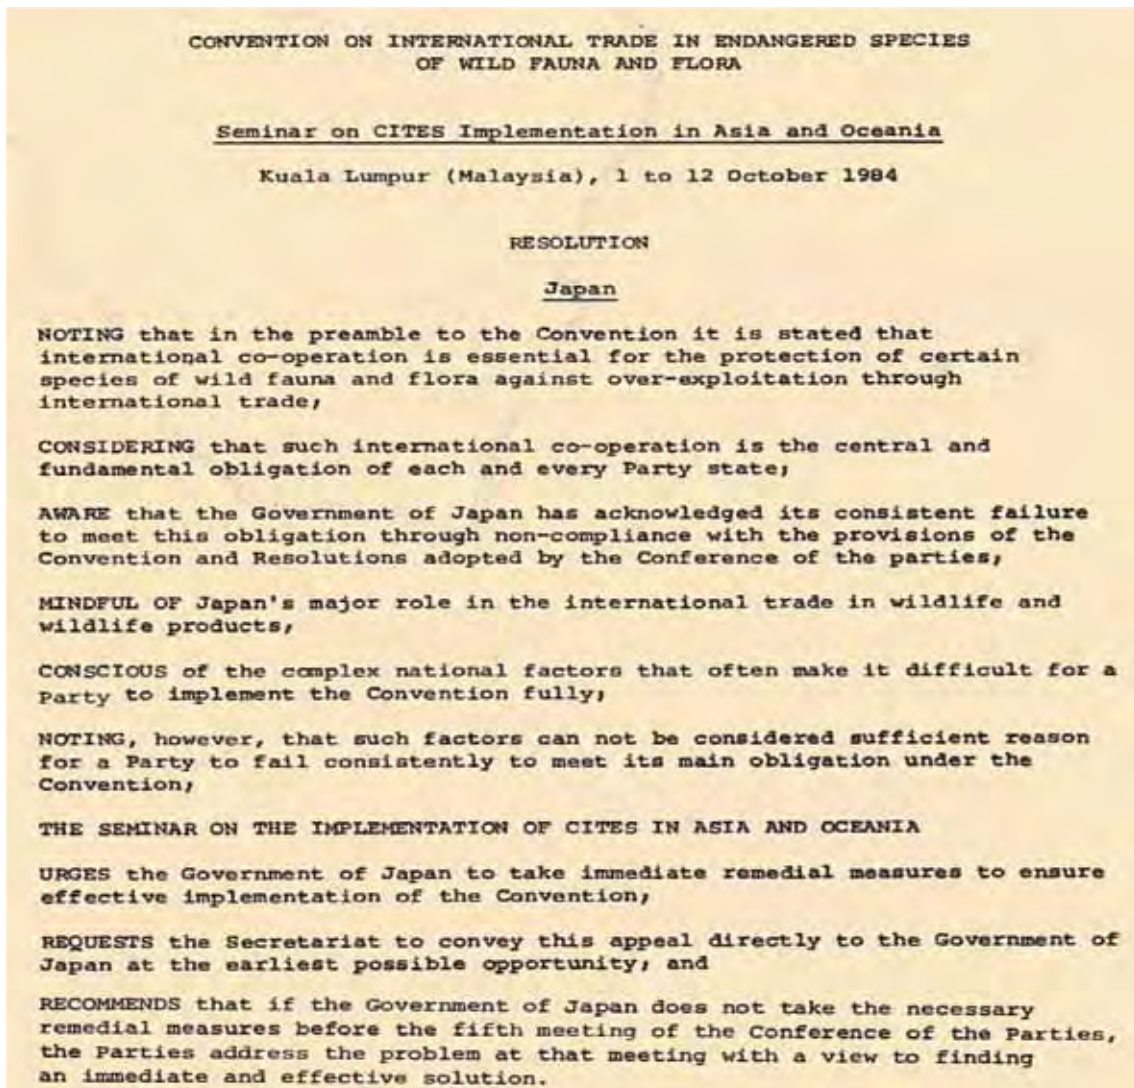 CONVENTION ON INTERNATIONAL TRADE IN ENDANGERED SPECIES
OF WILD FAUNA AND FLORA
Seminar on CITES Implementation in Asia and Oceania
Kuala Lumpur (Malaysia), 1 to 12 October 1984
RESOLUTION
Japan
NOTING that in the preamble to the Convention it is stated that
international co-operation is essential for the protection of certain
species of wild fauna and flora against over-exploitation through
international trade;
CONSIDERING that such international co-operation is the central and
fundamental obligation of each and every Party state;
AWARE that the Government of Japan has acknowledged its consistent failure
to meet this obligation through non-compliance with the provisions of the
Convention and Resolutions adopted by the Conference of the parties;
MINDFUL OF Japan's major role in the international trade in wildlife and
wildlife products,
CONSCIOUS of the complex national factors that often make it difficult for a
Party to implement the Convention fully;
NOTING, however, that such factors can not be considered sufficient reason
for a Party to fail consistently to meet its main obligation under the
Convention;
THE SEMINAR ON THE IMPLEMENTATION OF CITES IN ASIA AND OCEANIA
URGES the Government of Japan to take immediate remedial measures to ensure
effective implementation of the Convention;
REQUESTS the Secretariat to convey this appeal directly to the Government of
Japan at the earliest possible opportunity; and
RECOMMENDS that if the Government of Japan does not take the necessary
remedial measures before the fifth meeting of the Conference of the Parties,
the Parties address the problem at that meeting with a view to finding
an immediate and effective solution.